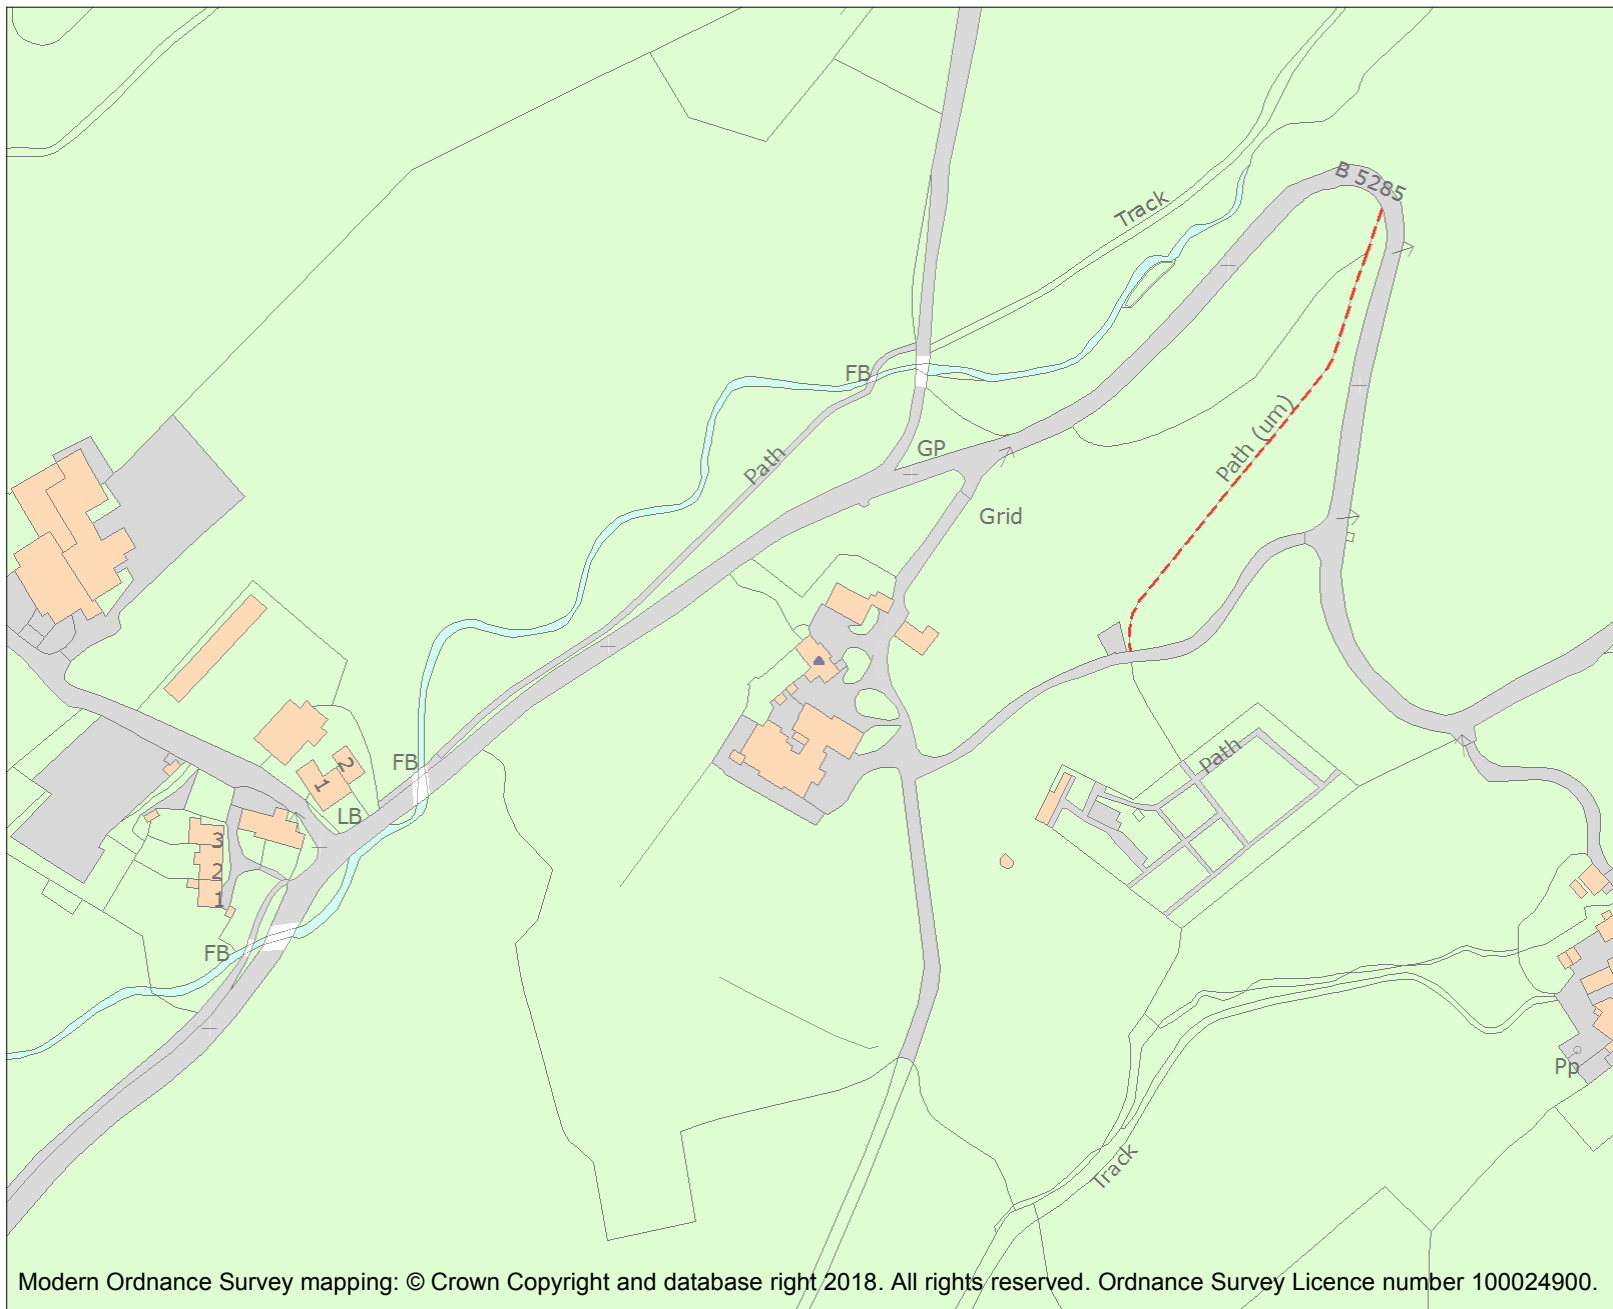 B 5285
Track
FB
Path (um)
GP
Path
Grid
Path
FB
2
1
LB
3
2
1
FB
Pp
Track
Modern Ordnance Survey mapping: © Crown Copyright and database right 2018. All rights reserved. Ordnance Survey Licence number 100024900.